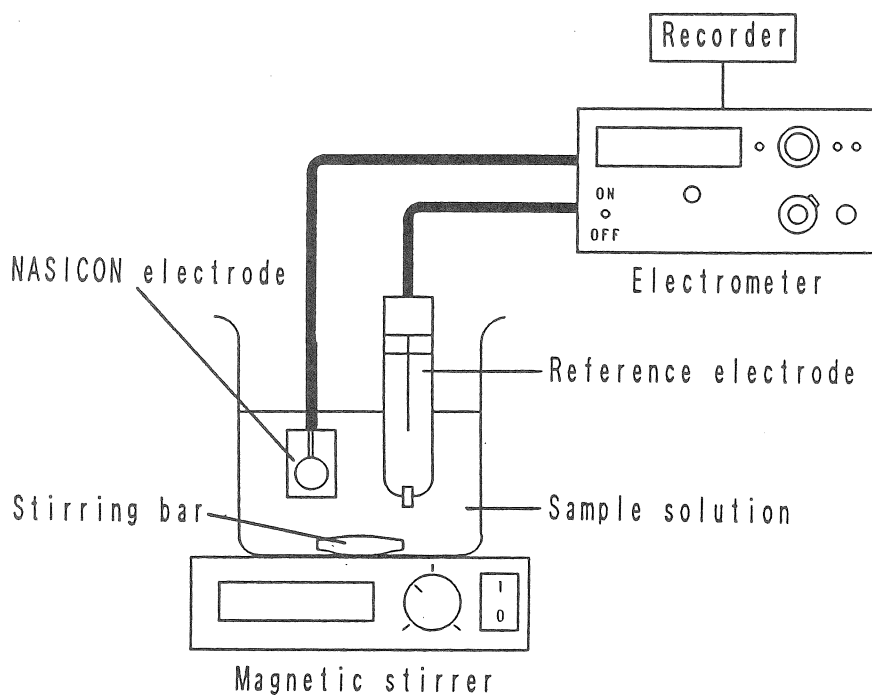 Recorder
ON
OFF
Electrometer
NASICON electrode
Reference electrode
Stirring bar
Sample solution
I
0
Magnetic stirrer